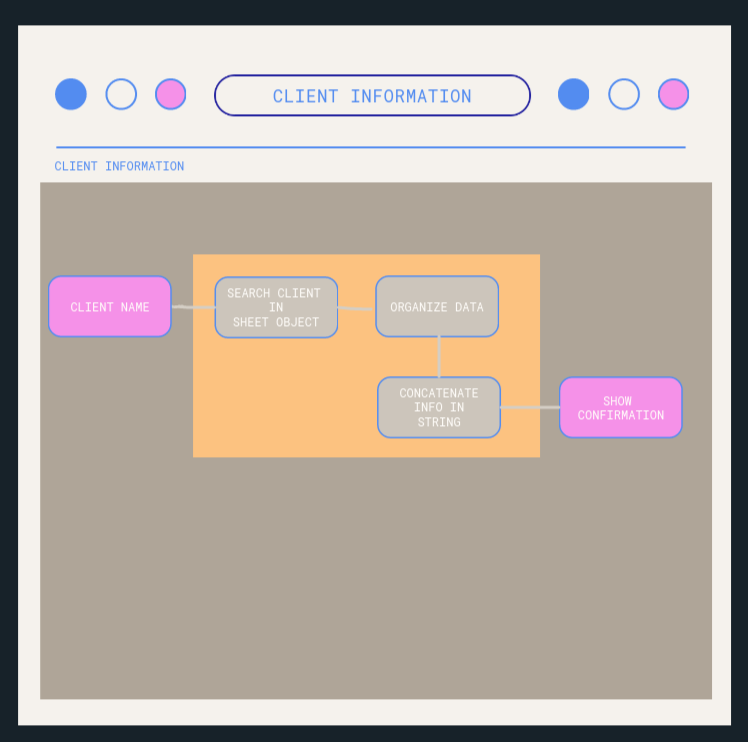 CLIENT INFORMATION
CLIENT INFORMATION
CLIENT NAME
SEARCH CLIENT
IN
SHEET OBJECT
ORGANIZE DATA
CONCATENATE
INFO IN
STRING
SHOW
CONFIRMATION